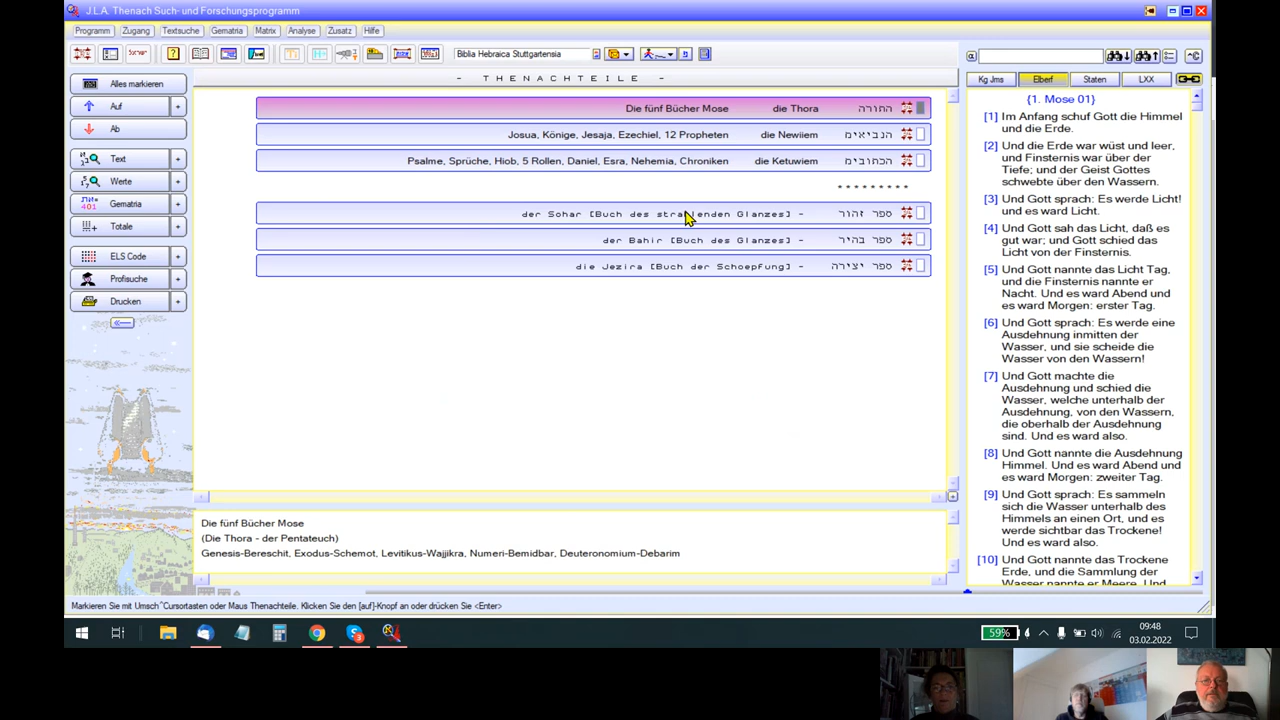 J.L.A. Thenach Such- und Forschungsprogramm
Programm Zugang Textsuche Gematria Matrix Analyse Zusatz Hilfe
Biblia Hebraica Stuttgartensia
- THENACHTEILE -
Die fünf Bücher Mose die Thora התורה
Josua, Könige, Jesaja, Ezechiel, 12 Propheten die Newiiem הנביאימ
Psalme, Sprüche, Hiob, 5 Rollen, Daniel, Esra, Nehemia, Chroniken die Ketuwiem הכתובימ
*********
der Sohar [Buch des strahlenden Glanzes] - ספר זהור
der Bahir [Buch des Glanzes] - ספר בהיר
die Jezira [Buch der Schoepfung] - ספר יצירה
Alles markieren
Auf +
Ab
Text +
Werte +
401 Gematria +
Totale +
ELS Code +
Profisuche +
Drucken +
Die fünf Bücher Mose
(Die Thora - der Pentateuch)
Genesis-Bereschit, Exodus-Schemot, Levitikus-Wajjikra, Numeri-Bemidbar, Deuteronomium-Debarim
Markieren Sie mit Umsch^Cursortasten oder Maus Thenachteile. Klicken Sie den [auf]-Knopf an oder drücken Sie <Enter>
Kg Jms Elberf Staten LXX
{1. Mose 01}
[1] Im Anfang schuf Gott die Himmel
und die Erde.
[2] Und die Erde war wüst und leer,
und Finsternis war über der
Tiefe; und der Geist Gottes
schwebte über den Wassern.
[3] Und Gott sprach: Es werde Licht!
und es ward Licht.
[4] Und Gott sah das Licht, daß es
gut war; und Gott schied das
Licht von der Finsternis.
[5] Und Gott nannte das Licht Tag,
und die Finsternis nannte er
Nacht. Und es ward Abend und
es ward Morgen: erster Tag.
[6] Und Gott sprach: Es werde eine
Ausdehnung inmitten der
Wasser, und sie scheide die
Wasser von den Wassern!
[7] Und Gott machte die
Ausdehnung und schied die
Wasser, welche unterhalb der
Ausdehnung, von den Wassern,
die oberhalb der Ausdehnung
sind. Und es ward also.
[8] Und Gott nannte die Ausdehnung
Himmel. Und es ward Abend und
es ward Morgen: zweiter Tag.
[9] Und Gott sprach: Es sammeln
sich die Wasser unterhalb des
Himmels an einen Ort, und es
werde sichtbar das Trockene!
Und es ward also.
[10] Und Gott nannte das Trockene
Erde, und die Sammlung der
Wasser nannte er Meere. Und
59%
09:48
03.02.2022